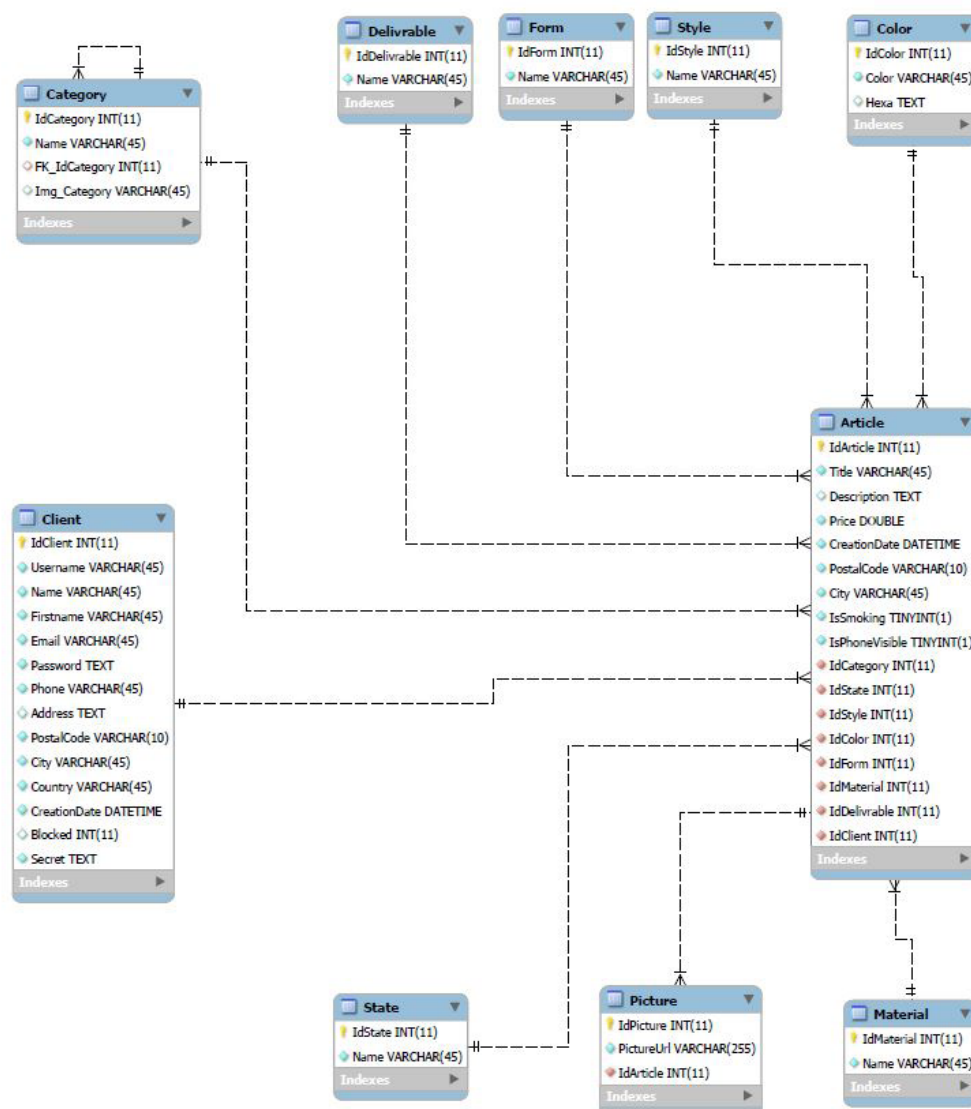 Delivrable
IdDelivrable INT(11)
Name VARCHAR(45)
Indexes
Form
IdForm INT(11)
Name VARCHAR(45)
Indexes
Style
IdStyle INT(11)
Name VARCHAR(45)
Indexes
Color
IdColor INT(11)
Color VARCHAR(45)
Hexa TEXT
Indexes
Category
IdCategory INT(11)
Name VARCHAR(45)
FK_IdCategory INT(11)
Img_Category VARCHAR(45)
Indexes
Article
IdArticle INT(11)
Title VARCHAR(45)
Description TEXT
Price DOUBLE
CreationDate DATETIME
PostalCode VARCHAR(10)
City VARCHAR(45)
IsSmoking TINYINT(1)
IsPhoneVisible TINYINT(1)
IdCategory INT(11)
IdState INT(11)
IdStyle INT(11)
IdColor INT(11)
IdForm INT(11)
IdMaterial INT(11)
IdDelivrable INT(11)
IdClient INT(11)
Indexes
Client
IdClient INT(11)
Username VARCHAR(45)
Name VARCHAR(45)
Firstname VARCHAR(45)
Email VARCHAR(45)
Password TEXT
Phone VARCHAR(45)
Address TEXT
PostalCode VARCHAR(10)
City VARCHAR(45)
Country VARCHAR(45)
CreationDate DATETIME
Blocked INT(11)
Secret TEXT
Indexes
State
IdState INT(11)
Name VARCHAR(45)
Indexes
Picture
IdPicture INT(11)
PictureUrl VARCHAR(255)
IdArticle INT(11)
Indexes
Material
IdMaterial INT(11)
Name VARCHAR(45)
Indexes